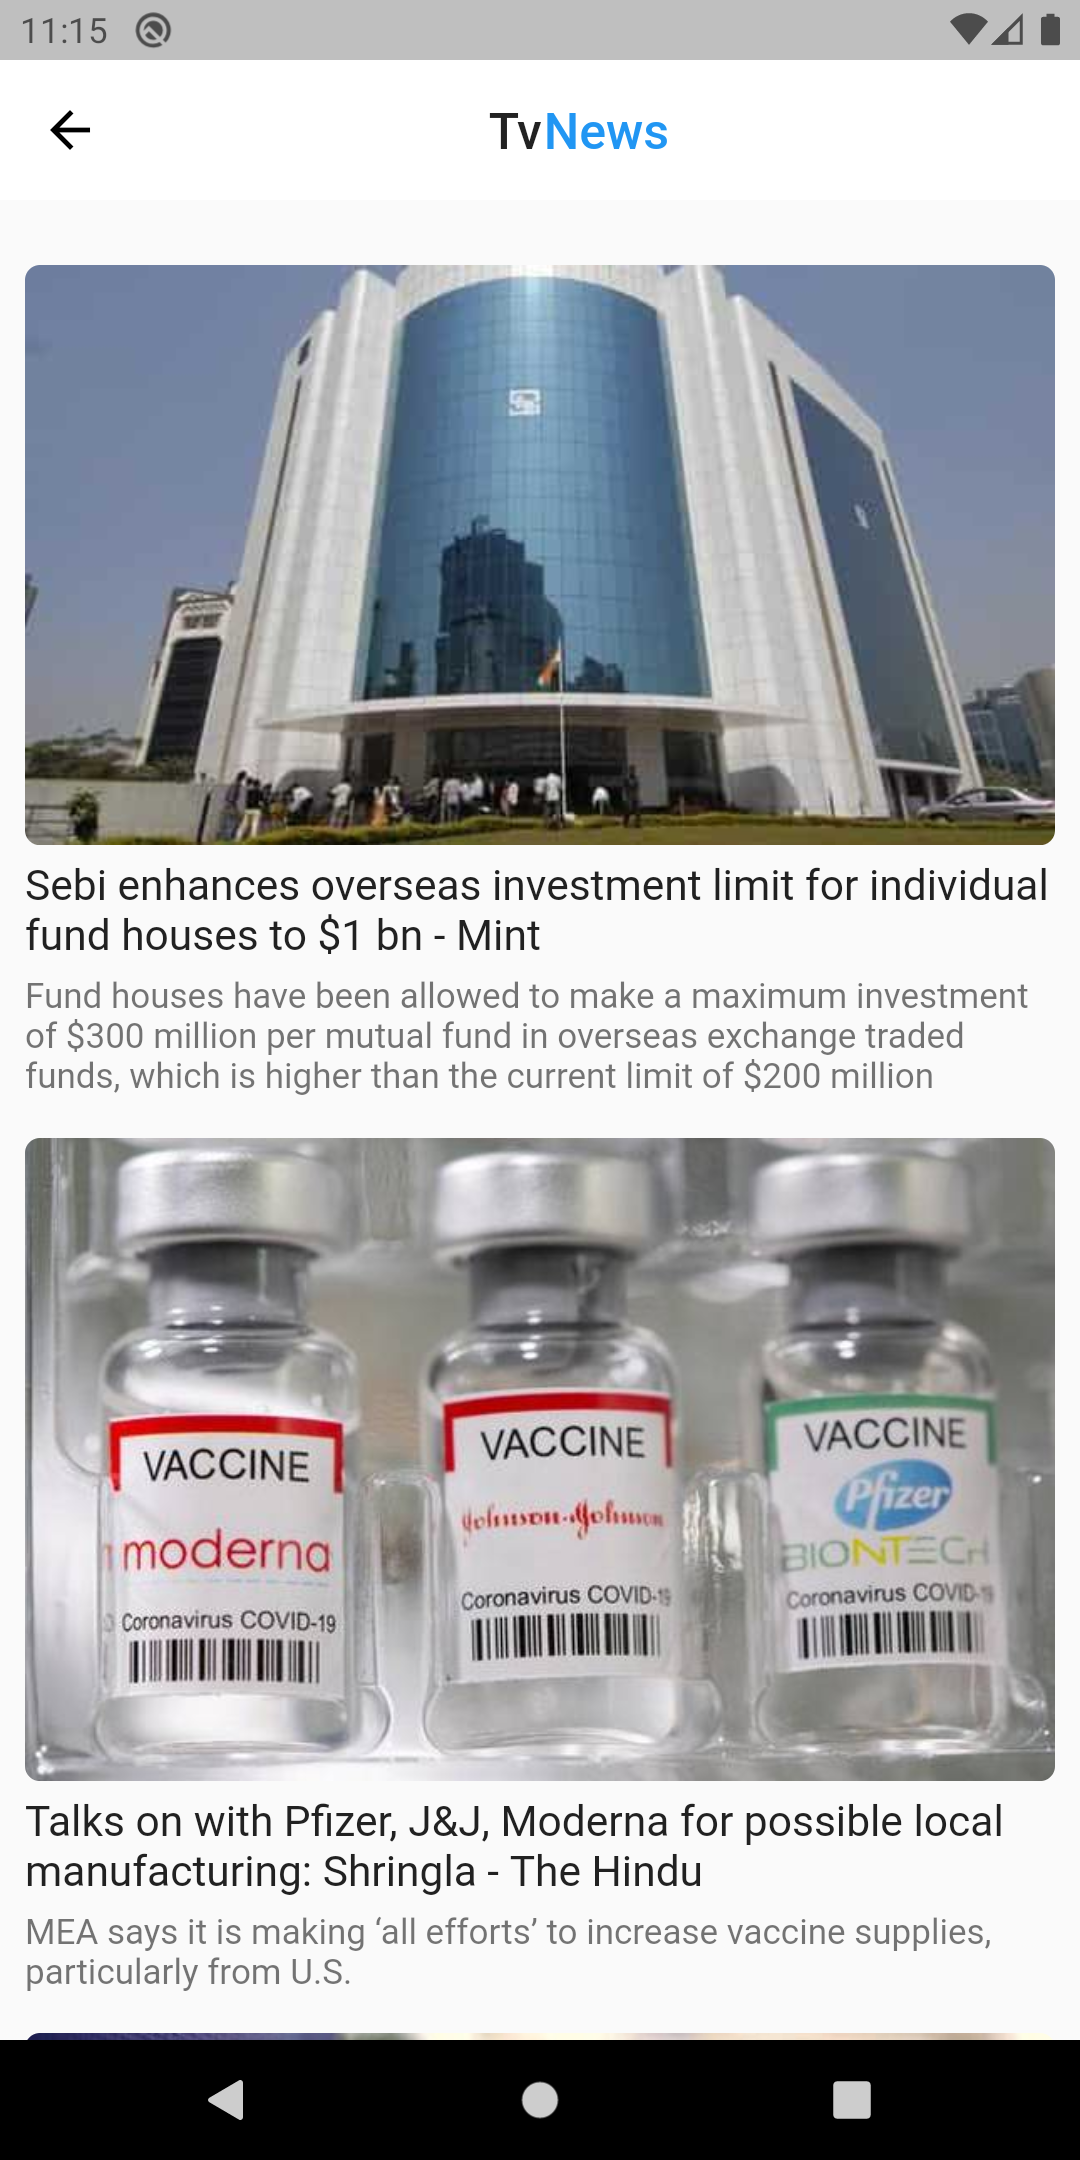 11:15
TvNews
Sebi enhances overseas investment limit for individual
fund houses to $1 bn - Mint
Fund houses have been allowed to make a maximum investment
of $300 million per mutual fund in overseas exchange traded
funds, which is higher than the current limit of $200 million
VACCINE
moderna
Coronavirus COVID-19
VACCINE
Johnson & Johnson
Coronavirus COVID-19
VACCINE
Pfizer
BIONTECH
Coronavirus COVID-19
Talks on with Pfizer, J&J, Moderna for possible local
manufacturing: Shringla - The Hindu
MEA says it is making ‘all efforts’ to increase vaccine supplies,
particularly from U.S.